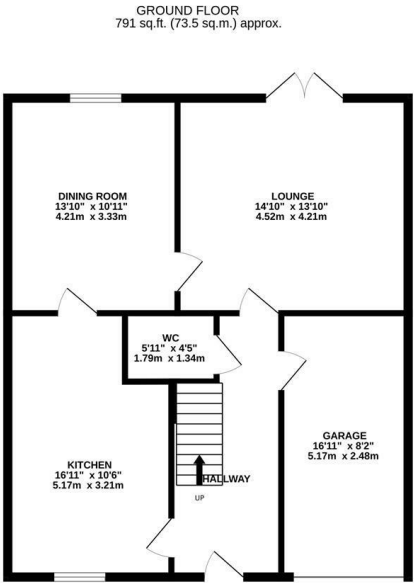 GROUND FLOOR
791 sq.ft. (73.5 sq.m.) approx.
DINING ROOM
13'10" x 10'11"
4.21m x 3.33m
LOUNGE
14'10" x 13'10"
4.52m x 4.21m
WC
5'11" x 4'5"
1.79m x 1.34m
KITCHEN
16'11" x 10'6"
5.17m x 3.21m
HALLWAY
UP
GARAGE
16'11" x 8'2"
5.17m x 2.48m